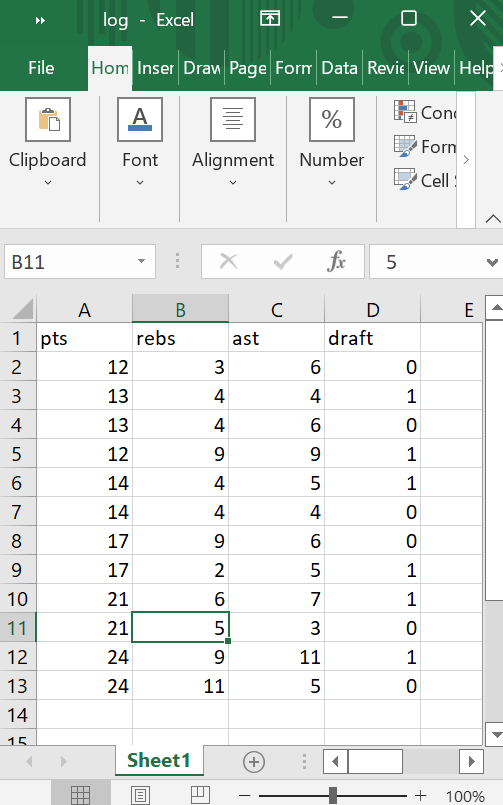 log - Excel
File Hom Inser Draw Page Form Data Revie View Help
Clipboard Font Alignment Number
A %
Conc
Form
Cell S
B11 fx 5
A B C D E
1 pts rebs ast draft
2 12 3 6 0
3 13 4 4 1
4 13 4 6 0
5 12 9 9 1
6 14 4 5 1
7 14 4 4 0
8 17 9 6 0
9 17 2 5 1
10 21 6 7 1
11 21 5 3 0
12 24 9 11 1
13 24 11 5 0
14
15
Sheet1
100%